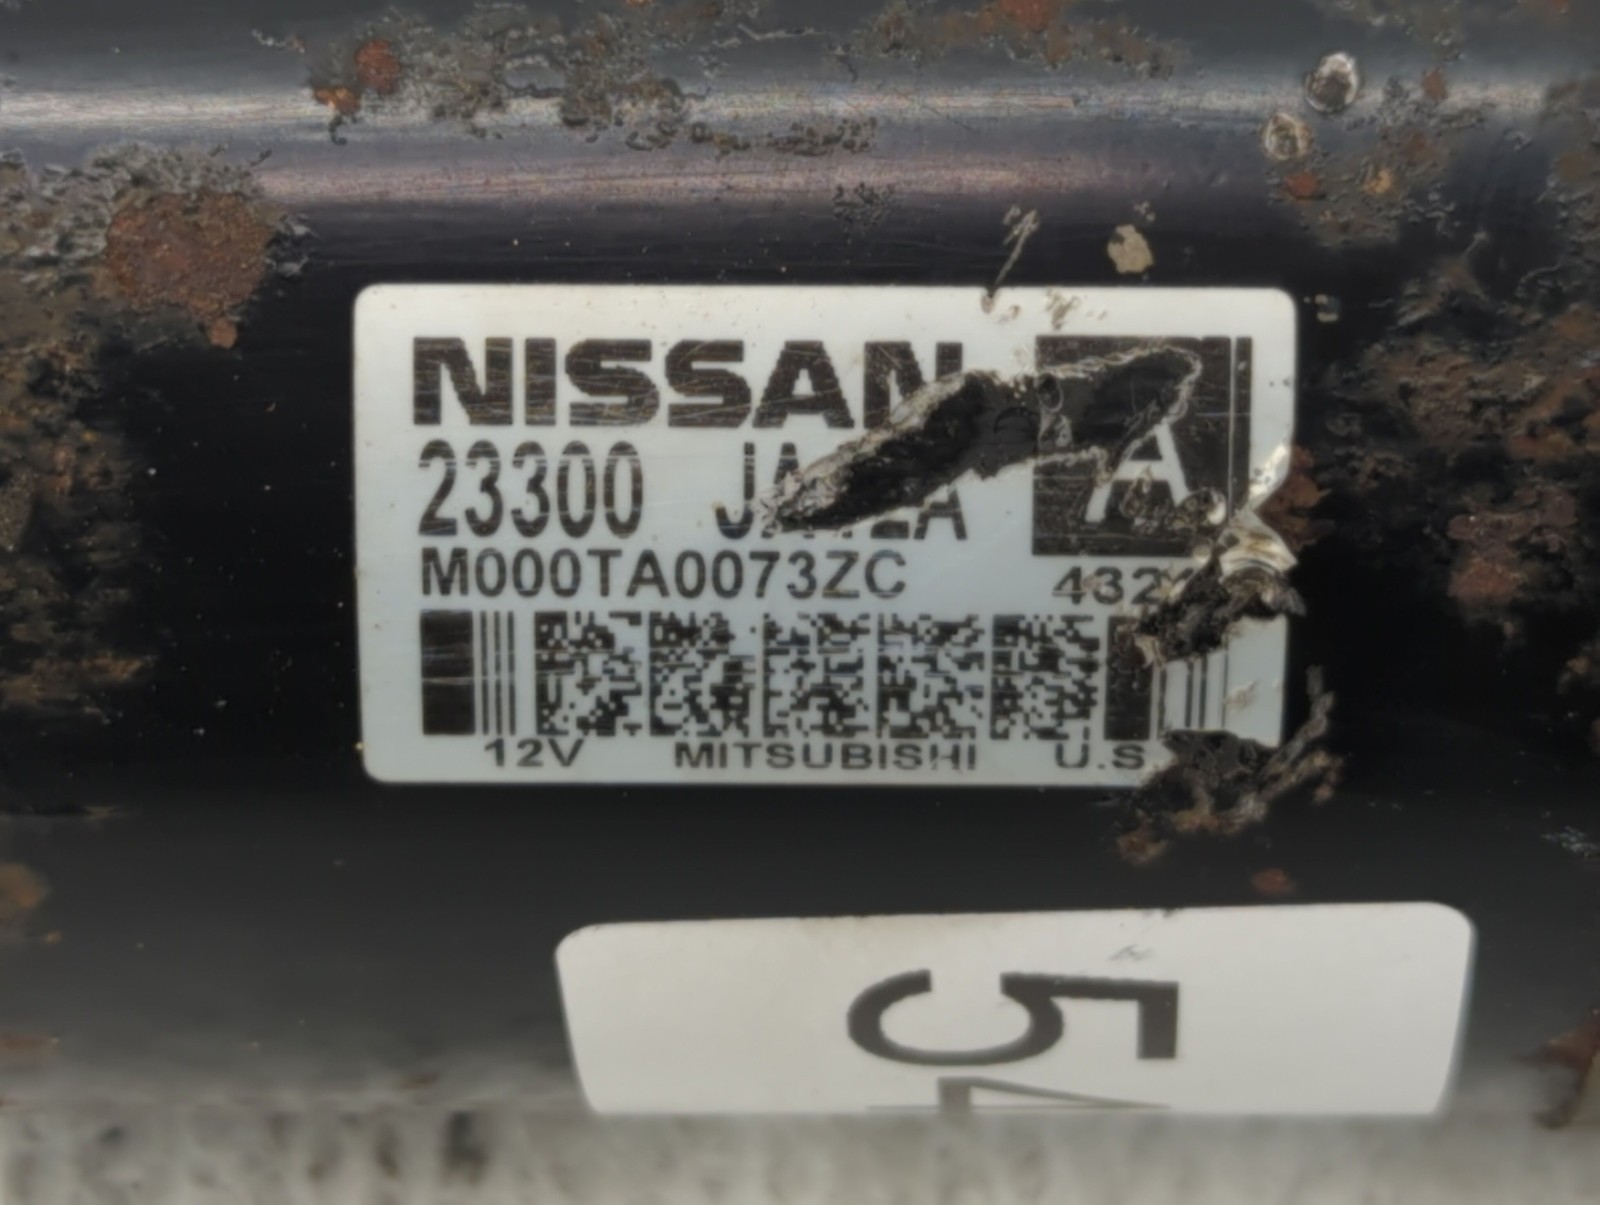 NISSAN
23300
A
M000TA0073ZC
12V MITSUBISHI U.S
5